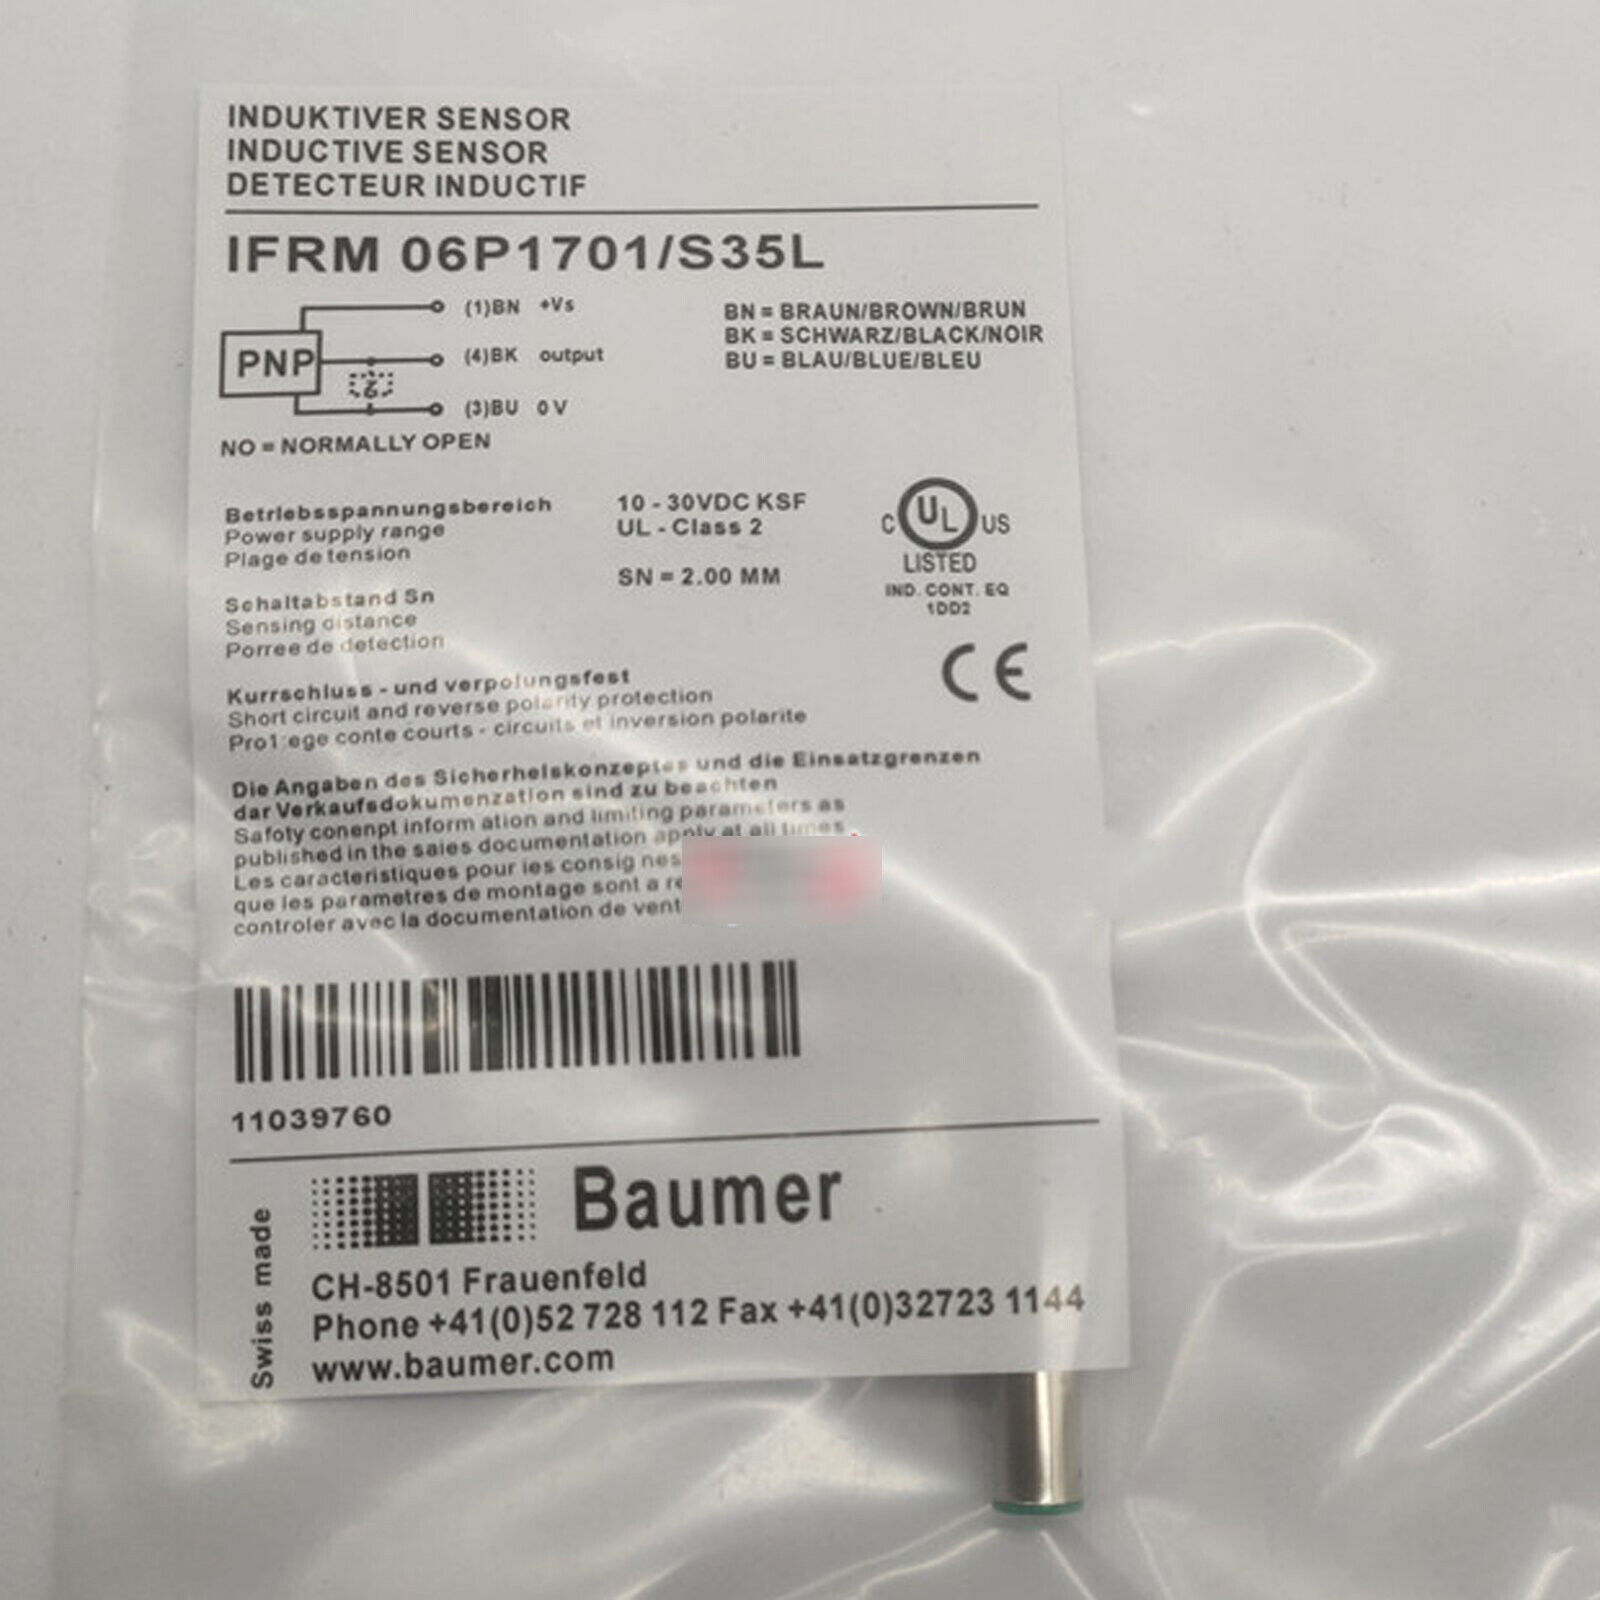 INDUKTIVER SENSOR
INDUCTIVE SENSOR
DETECTEUR INDUCTIF
IFRM 06P1701/S35L
PNP
(1)BN +Vs
(4)BK output
Z
(3)BU 0 V
BN = BRAUN/BROWN/BRUN
BK = SCHWARZ/BLACK/NOIR
BU = BLAU/BLUE/BLEU
NO = NORMALLY OPEN
Betriebsspannungsbereich
Power supply range
Plage de tension
10 - 30VDC KSF
UL - Class 2
Schaltabstand Sn
Sensing distance
Porree de detection
SN = 2.00 MM
C UL US
LISTED
IND. CONT. EQ
1DD2
CE
Kurrschluss - und verpolungsfest
Short circuit and reverse polarity protection
Pro1:ege conte courts - circuits et inversion polarite
Die Angaben des Sicherhelskonzeptes und die Einsatzgrenzen
dar Verkaufsdokumenzation sind zu beachten
Safoty conenpt inform ation and limiting parameters as
published in the saies documentation apply at all times
Les caracteristiques pour ies consig nes
que les parametres de montage sont a
controler avec la documentation de vent
11039760
Swiss made
Baumer
CH-8501 Frauenfeld
Phone +41(0)52 728 112 Fax +41(0)32723 1144
www.baumer.com